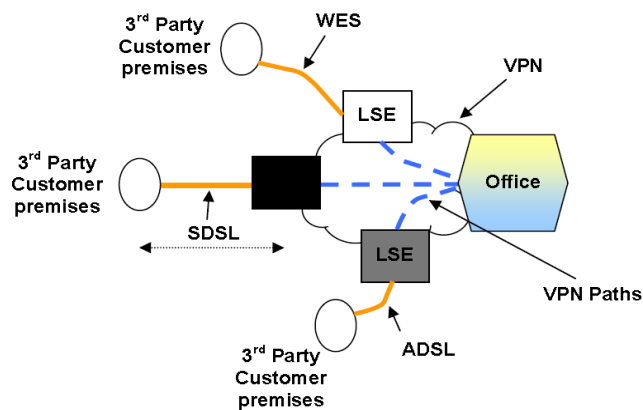 3rd Party
Customer
premises
WES
VPN
LSE
3rd Party
Customer
premises
Office
SDSL
LSE
VPN Paths
ADSL
3rd Party
Customer
premises